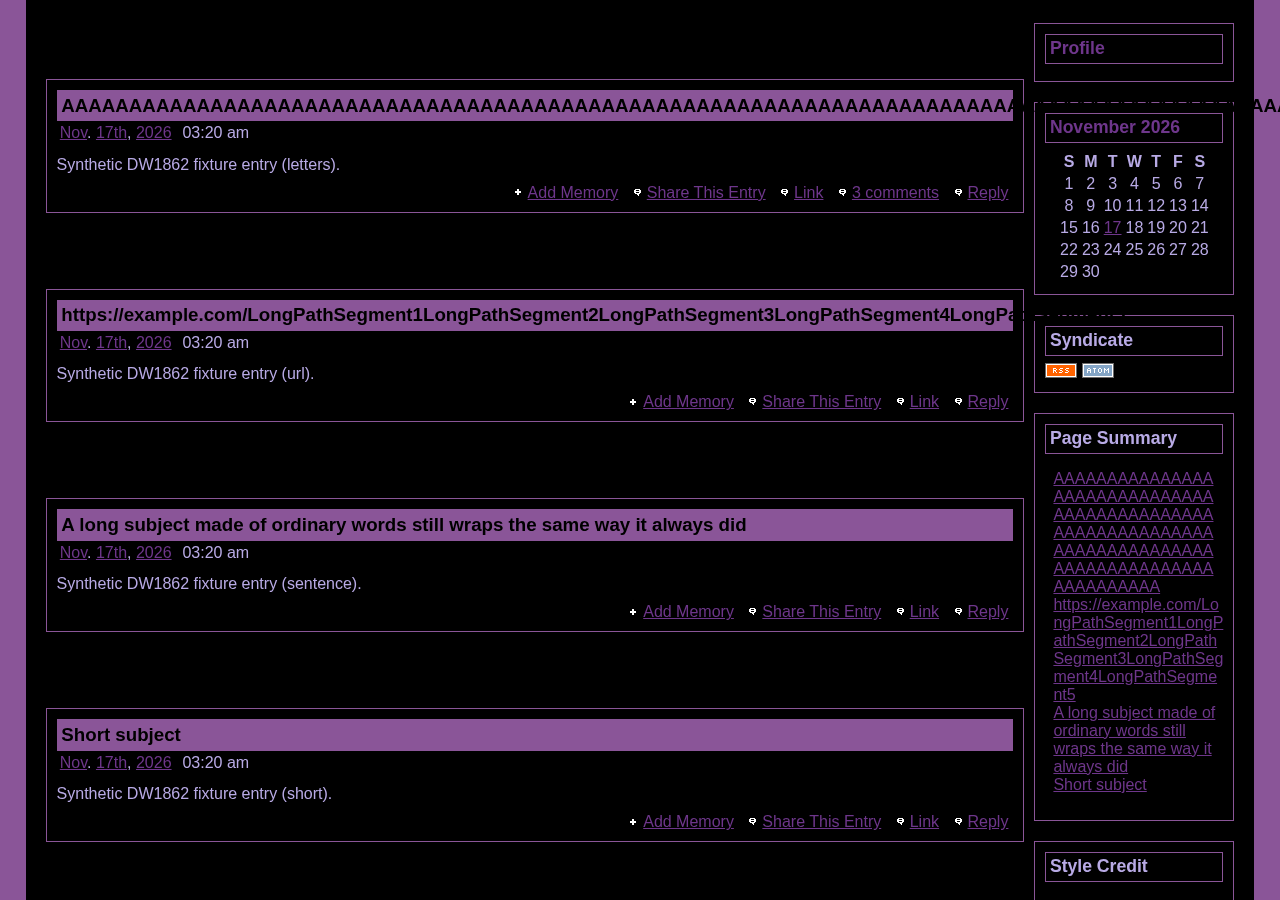 AAAAAAAAAAAAAAAAAAAAAAAAAAAAAAAAAAAAAAAAAAAAAAAAAAAAAAAAAAAAAAAAAAAAAA
Nov. 17th, 2026 03:20 am
Synthetic DW1862 fixture entry (letters).
Add Memory Share This Entry Link 3 comments Reply
https://example.com/LongPathSegment1LongPathSegment2LongPathSegment3LongPathSegment4LongPa
Nov. 17th, 2026 03:20 am
Synthetic DW1862 fixture entry (url).
Add Memory Share This Entry Link Reply
A long subject made of ordinary words still wraps the same way it always did
Nov. 17th, 2026 03:20 am
Synthetic DW1862 fixture entry (sentence).
Add Memory Share This Entry Link Reply
Short subject
Nov. 17th, 2026 03:20 am
Synthetic DW1862 fixture entry (short).
Add Memory Share This Entry Link Reply
Profile
November 2026
S M T W T F S
1 2 3 4 5 6 7
8 9 10 11 12 13 14
15 16 17 18 19 20 21
22 23 24 25 26 27 28
29 30
Syndicate
RSS ATOM
Page Summary
AAAAAAAAAAAAAAA
AAAAAAAAAAAAAAA
AAAAAAAAAAAAAAA
AAAAAAAAAAAAAAA
AAAAAAAAAAAAAAA
AAAAAAAAAAAAAAA
AAAAAAAAAA
https://example.com/Lo
ngPathSegment1LongP
athSegment2LongPath
Segment3LongPathSeg
ment4LongPathSegme
nt5
A long subject made of
ordinary words still
wraps the same way it
always did
Short subject
Style Credit